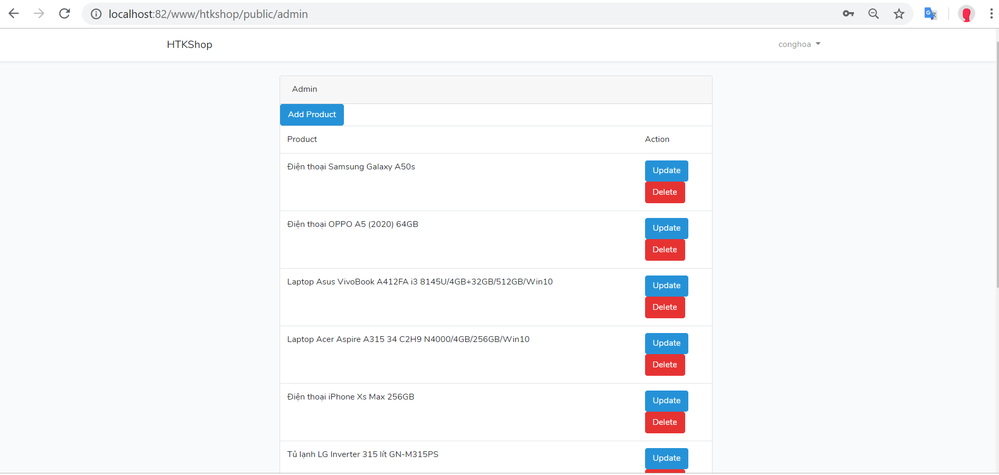 localhost:82/www/htkshop/public/admin
HTKShop
conghoa
Admin
Add Product
Product Action
Điện thoại Samsung Galaxy A50s
Update
Delete
Điện thoại OPPO A5 (2020) 64GB
Update
Delete
Laptop Asus VivoBook A412FA i3 8145U/4GB+32GB/512GB/Win10
Update
Delete
Laptop Acer Aspire A315 34 C2H9 N4000/4GB/256GB/Win10
Update
Delete
Điện thoại iPhone Xs Max 256GB
Update
Delete
Tủ lạnh LG Inverter 315 lít GN-M315PS
Update